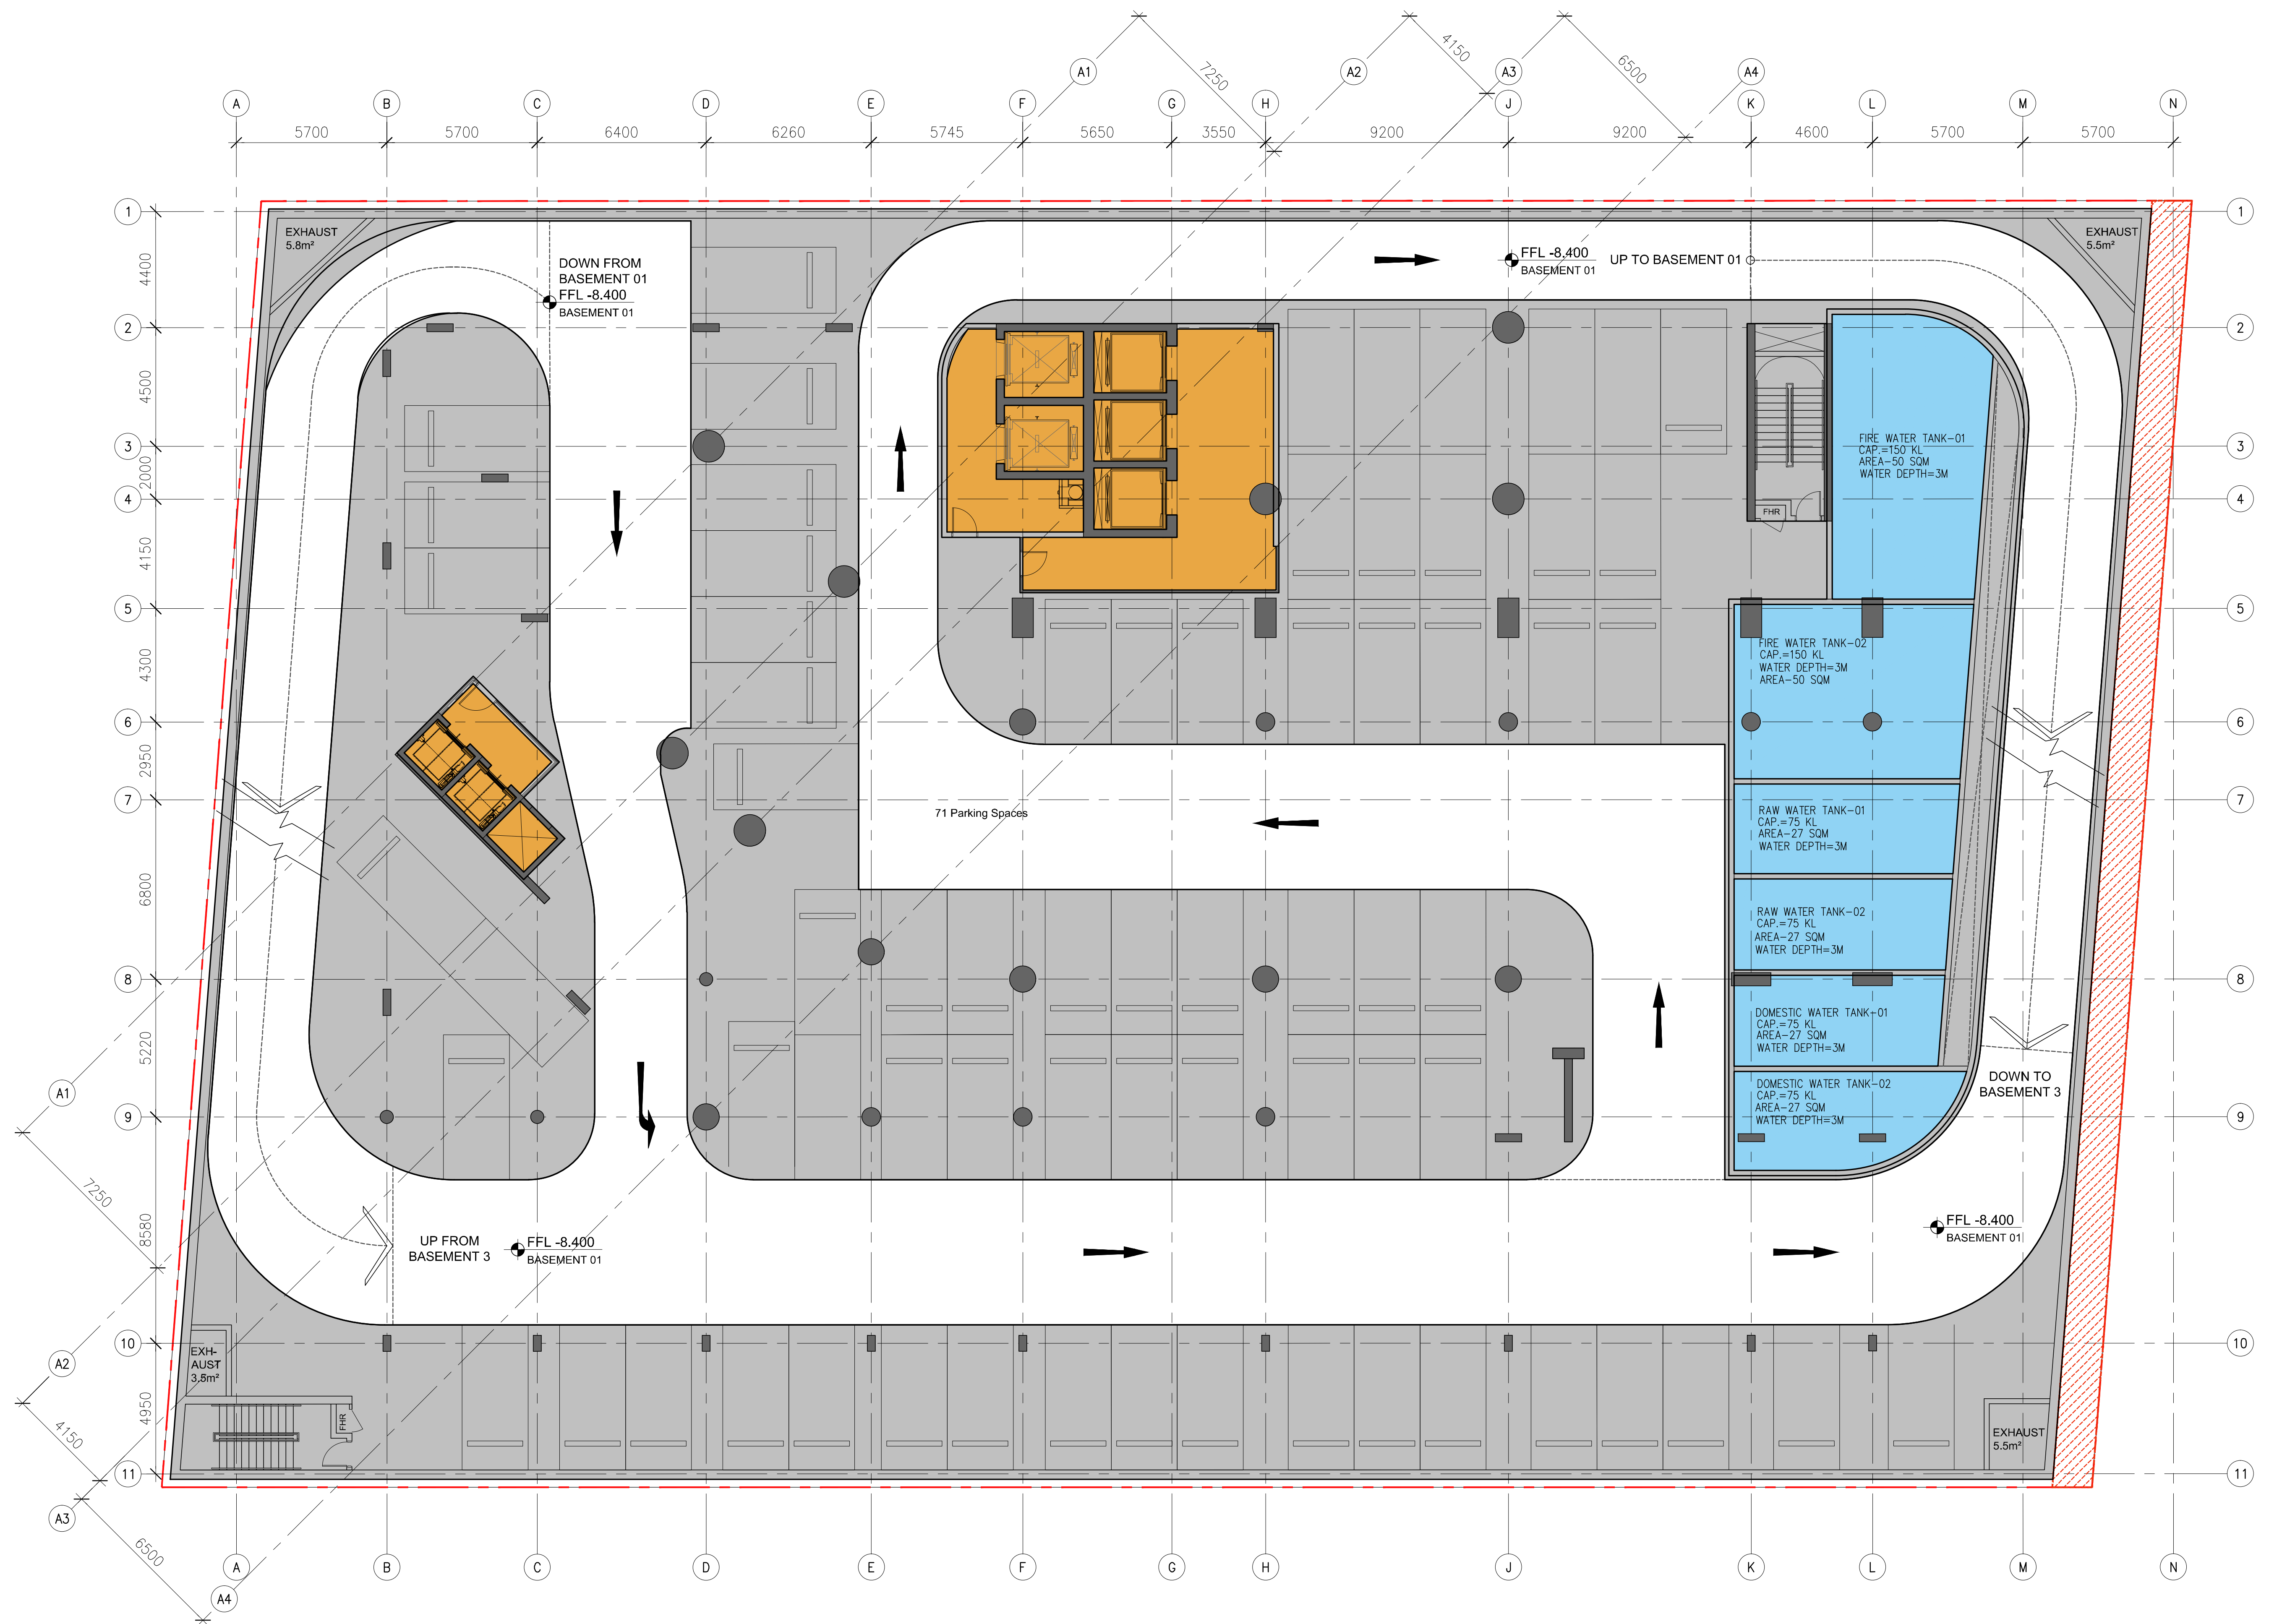 A1
A2
A3
A4
7250
4150
6500
A
B
C
D
E
F
G
H
J
K
L
M
N
5700
5700
6400
6260
5745
5650
3550
9200
9200
4600
5700
5700
1
1
EXHAUST
5.8m²
EXHAUST
5.5m²
DOWN FROM
BASEMENT 01
FFL -8.400
BASEMENT 01
FFL -8.400
BASEMENT 01
UP TO BASEMENT 01
4400
2
2
4500
3
3
FIRE WATER TANK-01
CAP.=150 KL
AREA-50 SQM
WATER DEPTH=3M
2000
4
4
FHR
4150
5
5
4300
FIRE WATER TANK-02
CAP.=150 KL
WATER DEPTH=3M
AREA-50 SQM
6
6
2950
7
7
71 Parking Spaces
RAW WATER TANK-01
CAP.=75 KL
AREA-27 SQM
WATER DEPTH=3M
6800
RAW WATER TANK-02
CAP.=75 KL
AREA-27 SQM
WATER DEPTH=3M
8
8
5220
DOMESTIC WATER TANK-01
CAP.=75 KL
AREA-27 SQM
WATER DEPTH=3M
DOWN TO
BASEMENT 3
A1
DOMESTIC WATER TANK-02
CAP.=75 KL
AREA-27 SQM
WATER DEPTH=3M
9
9
7250
8580
UP FROM
BASEMENT 3
FFL -8.400
BASEMENT 01
FFL -8.400
BASEMENT 01
10
10
A2
EXH-
AUST
3.5m²
4950
4150
FHR
EXHAUST
5.5m²
11
11
A3
6500
A4
A
B
C
D
E
F
G
H
J
K
L
M
N